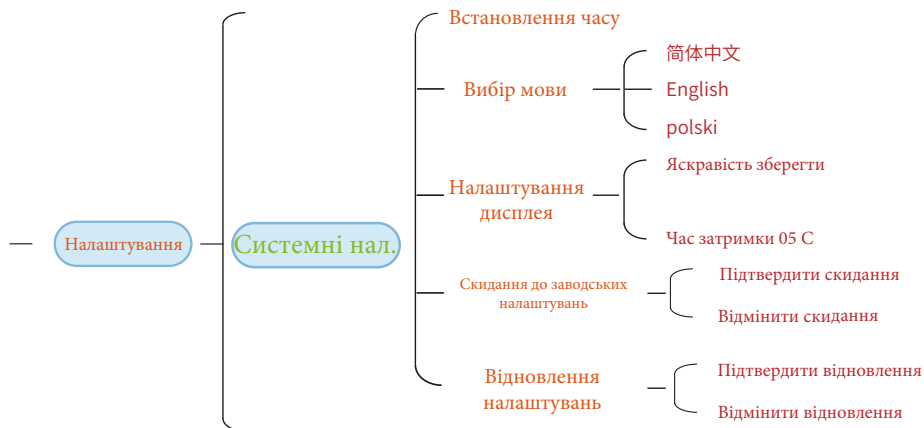 Налаштування
Системні нал.
Встановлення часу
Вибір мови
简体中文
English
polski
Налаштування
дисплея
Яскравість зберегти
Час затримки 05 С
Скидання до заводських
налаштувань
Підтвердити скидання
Відмінити скидання
Відновлення
налаштувань
Підтвердити відновлення
Відмінити відновлення